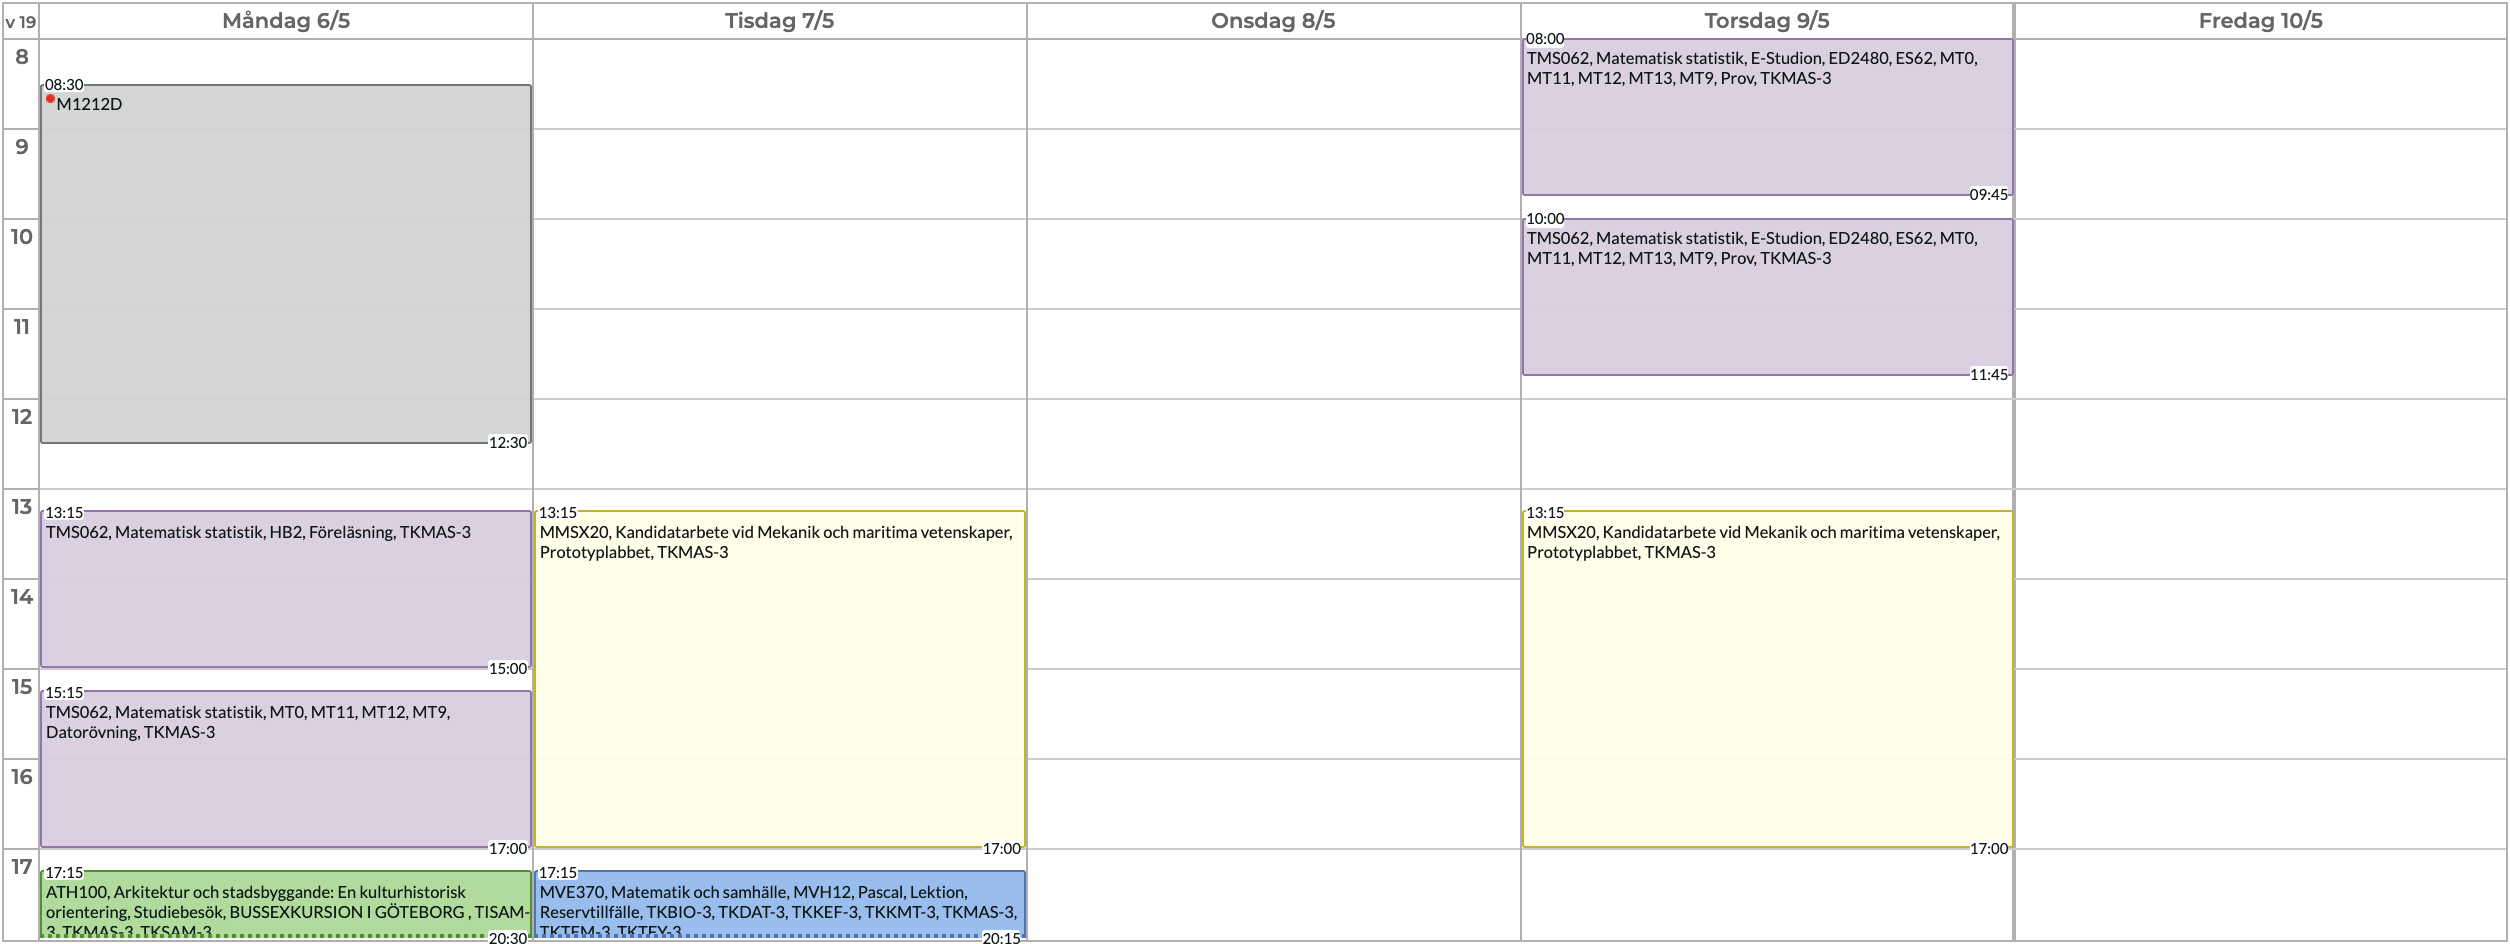 v 19
Måndag 6/5
Tisdag 7/5
Onsdag 8/5
Torsdag 9/5
Fredag 10/5
8
9
10
11
12
13
14
15
16
17
08:30
M1212D
12:30
13:15
TMS062, Matematisk statistik, HB2, Föreläsning, TKMAS-3
15:00
15:15
TMS062, Matematisk statistik, MT0, MT11, MT12, MT9,
Datorövning, TKMAS-3
17:00
17:15
ATH100, Arkitektur och stadsbyggande: En kulturhistorisk
orientering, Studiebesök, BUSSEXKURSION I GÖTEBORG , TISAM-
3, TKMAS-3, TKSAM-3
20:30
13:15
MMSX20, Kandidatarbete vid Mekanik och maritima vetenskaper,
Prototyplabbet, TKMAS-3
17:00
17:15
MVE370, Matematik och samhälle, MVH12, Pascal, Lektion,
Reservtillfälle, TKBIO-3, TKDAT-3, TKKEF-3, TKKMT-3, TKMAS-3,
TKTEM-3, TKTFY-3
20:15
08:00
TMS062, Matematisk statistik, E-Studion, ED2480, ES62, MT0,
MT11, MT12, MT13, MT9, Prov, TKMAS-3
09:45
10:00
TMS062, Matematisk statistik, E-Studion, ED2480, ES62, MT0,
MT11, MT12, MT13, MT9, Prov, TKMAS-3
11:45
13:15
MMSX20, Kandidatarbete vid Mekanik och maritima vetenskaper,
Prototyplabbet, TKMAS-3
17:00